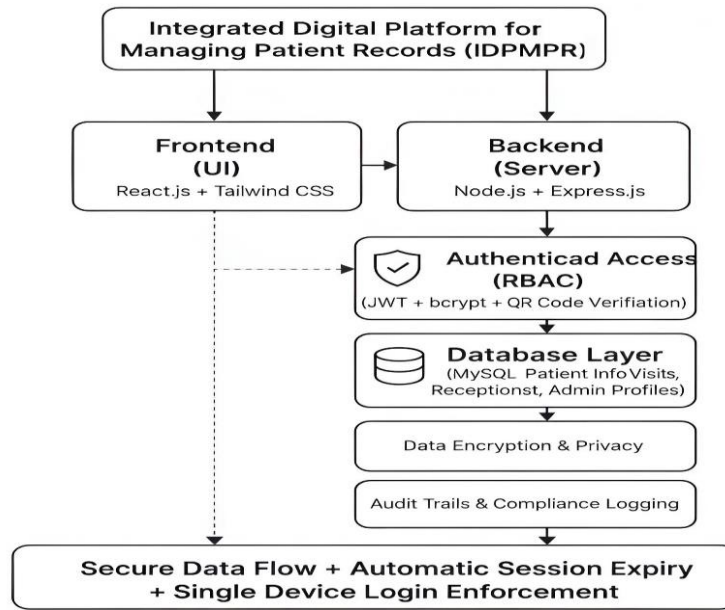 Integrated Digital Platform for
Managing Patient Records (IDPMPR)
Frontend
(UI)
React.js + Tailwind CSS
Backend
(Server)
Node.js + Express.js
Authenticad Access
(RBAC)
(JWT + bcrypt + QR Code Verifiation)
Database Layer
(MySQL Patient Info Visits,
Receptionst, Admin Profiles)
Data Encryption & Privacy
Audit Trails & Compliance Logging
Secure Data Flow + Automatic Session Expiry
+ Single Device Login Enforcement